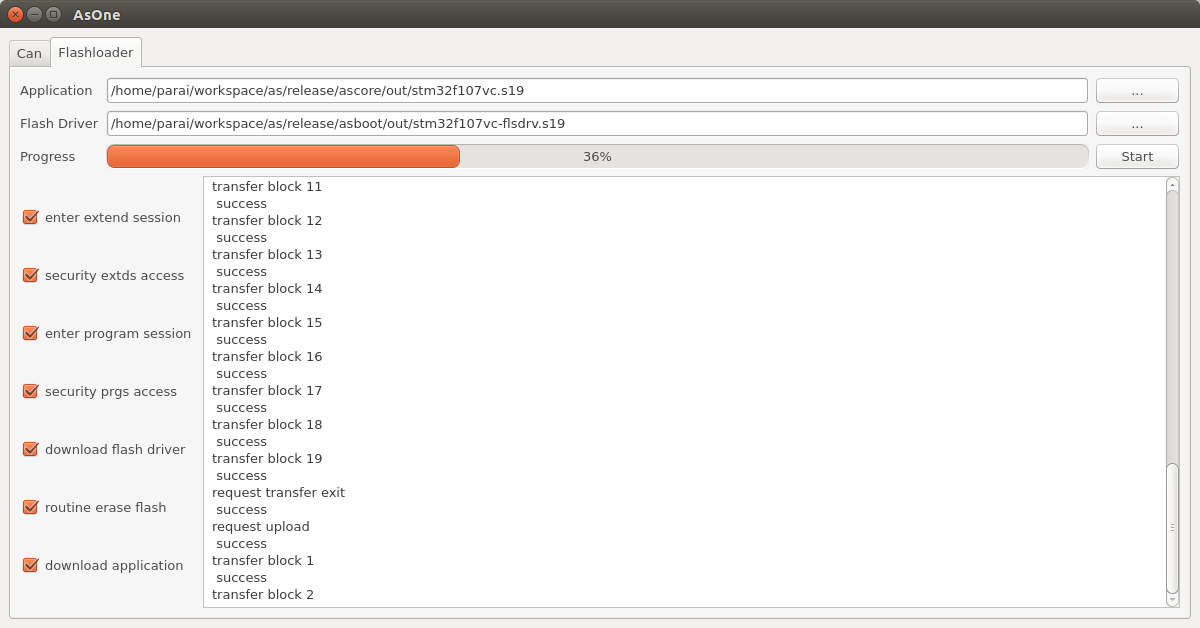 AsOne
Can
Flashloader
Application
/home/parai/workspace/as/release/ascore/out/stm32f107vc.s19
...
Flash Driver
/home/parai/workspace/as/release/asboot/out/stm32f107vc-flsdrv.s19
...
Progress
36%
Start
enter extend session
security extds access
enter program session
security prgs access
download flash driver
routine erase flash
download application
transfer block 11
success
transfer block 12
success
transfer block 13
success
transfer block 14
success
transfer block 15
success
transfer block 16
success
transfer block 17
success
transfer block 18
success
transfer block 19
success
request transfer exit
success
request upload
success
transfer block 1
success
transfer block 2